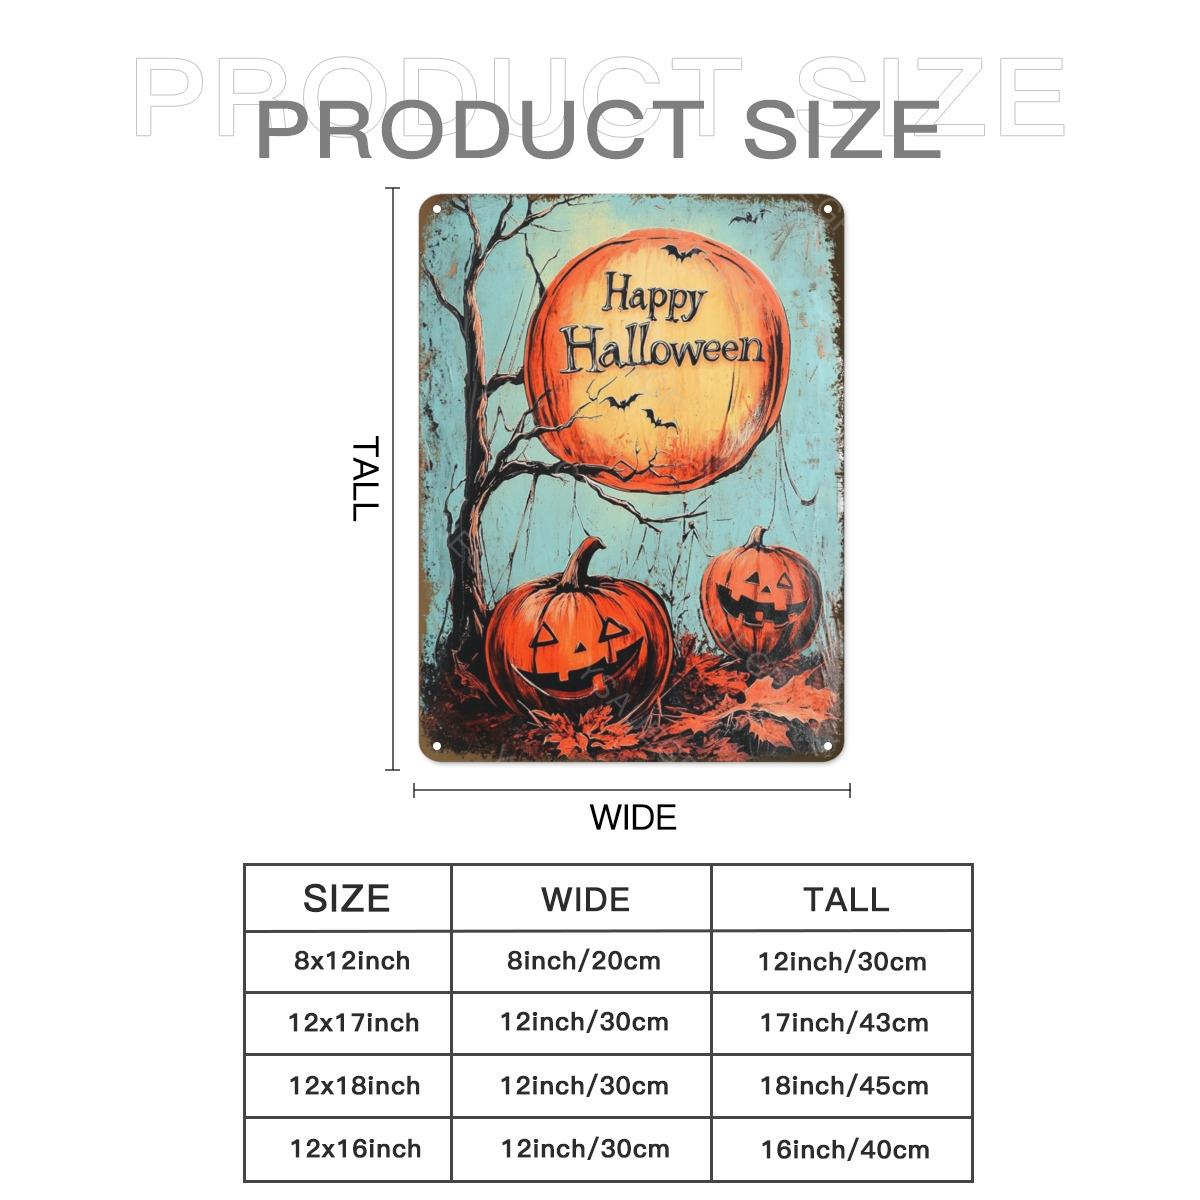 PRODUCT SIZE
PRODUCT SIZE
Happy
Halloween
TALL
WIDE
SIZE WIDE TALL
8x12inch 8inch/20cm 12inch/30cm
12x17inch 12inch/30cm 17inch/43cm
12x18inch 12inch/30cm 18inch/45cm
12x16inch 12inch/30cm 16inch/40cm